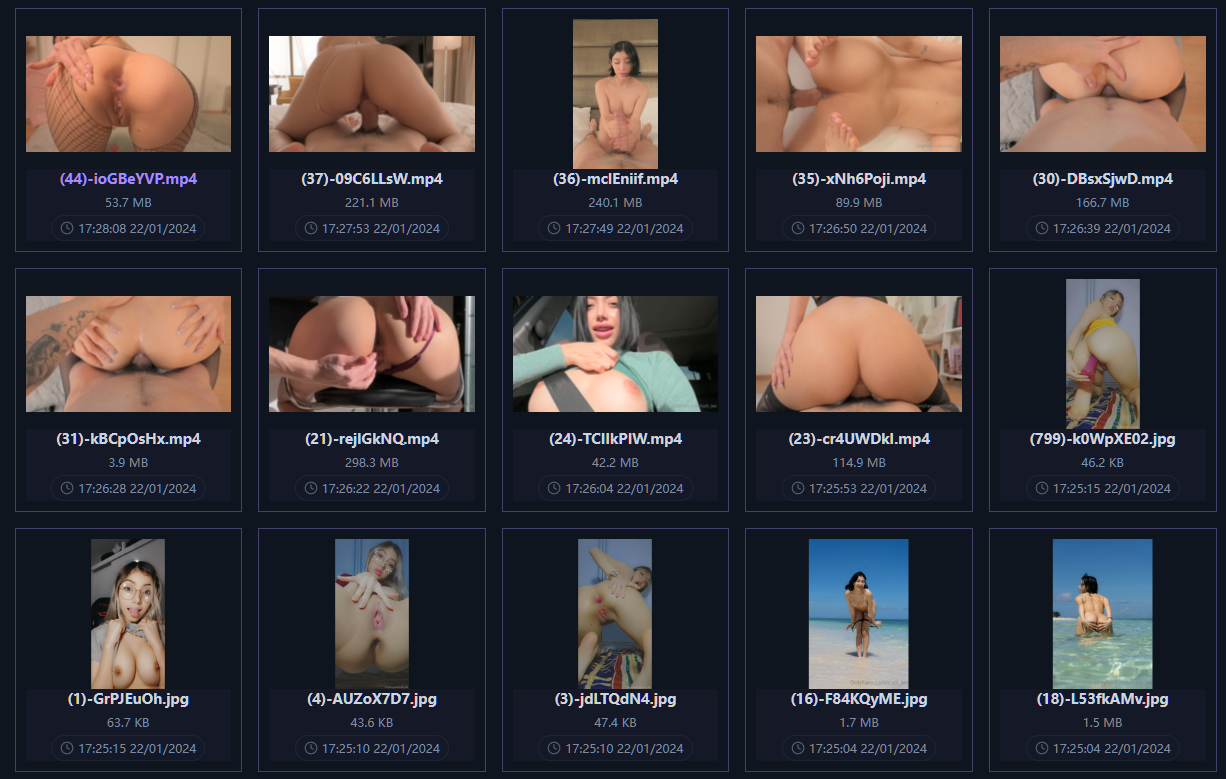 (44)-ioGBeYVP.mp4
53.7 MB
17:28:08 22/01/2024
(37)-09C6LLsW.mp4
221.1 MB
17:27:53 22/01/2024
(36)-mclEniif.mp4
240.1 MB
17:27:49 22/01/2024
(35)-xNh6Poji.mp4
89.9 MB
17:26:50 22/01/2024
(30)-DBsxSjwD.mp4
166.7 MB
17:26:39 22/01/2024
(31)-kBCpOsHx.mp4
3.9 MB
17:26:28 22/01/2024
(21)-rejIGkNQ.mp4
298.3 MB
17:26:22 22/01/2024
(24)-TCIlkPIW.mp4
42.2 MB
17:26:04 22/01/2024
(23)-cr4UWDkI.mp4
114.9 MB
17:25:53 22/01/2024
(799)-k0WpXE02.jpg
46.2 KB
17:25:15 22/01/2024
(1)-GrPJEuOh.jpg
63.7 KB
17:25:15 22/01/2024
(4)-AUZoX7D7.jpg
43.6 KB
17:25:10 22/01/2024
(3)-jdLTQdN4.jpg
47.4 KB
17:25:10 22/01/2024
(16)-F84KQyME.jpg
1.7 MB
17:25:04 22/01/2024
(18)-L53fkAMv.jpg
1.5 MB
17:25:04 22/01/2024